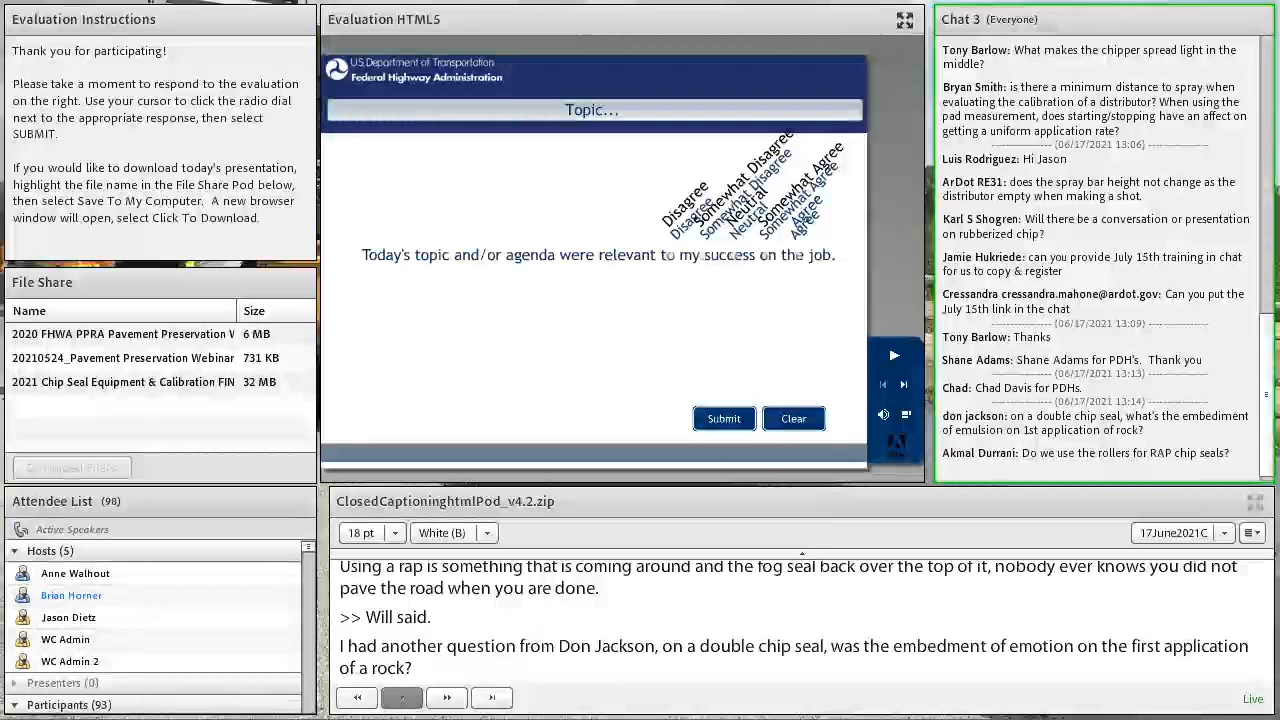 Evaluation Instructions
Thank you for participating!
Please take a moment to respond to the evaluation
on the right. Use your cursor to click the radio dial
next to the appropriate response, then select
SUBMIT.
If you would like to download today's presentation,
highlight the file name in the File Share Pod below,
then select Save To My Computer. A new browser
window will open, select Click To Download.
File Share
Name Size
2020 FHWA PPRA Pavement Preservation V 6 MB
20210524_Pavement Preservation Webinar 731 KB
2021 Chip Seal Equipment & Calibration FIN 32 MB
Attendee List (98)
Active Speakers
Hosts (5)
Anne Walhout
Brian Horner
Jason Dietz
WC Admin
WC Admin 2
Presenters (0)
Participants (93)
Evaluation HTML5
U.S. Department of Transportation
Federal Highway Administration
Topic...
Disagree
Somewhat Disagree
Neutral
Somewhat Agree
Agree
Disagree
Somewhat Disagree
Neutral
Somewhat Agree
Agree
Today's topic and/or agenda were relevant to my success on the job.
Submit Clear
Chat 3 (Everyone)
Tony Barlow: What makes the chipper spread light in the
middle?
Bryan Smith: is there a minimum distance to spray when
evaluating the calibration of a distributor? When using the
pad measurement, does starting/stopping have an affect on
getting a uniform application rate?
------------------ (06/17/2021 13:06) ------------------
Luis Rodriguez: Hi Jason
ArDot RE31: does the spray bar height not change as the
distributor empty when making a shot.
Karl S Shogren: Will there be a conversation or presentation
on rubberized chip?
Jamie Hukriede: can you provide July 15th training in chat
for us to copy & register
Cressandra cressandra.mahone@ardot.gov: Can you put the
July 15th link in the chat
------------------ (06/17/2021 13:09) ------------------
Tony Barlow: Thanks
Shane Adams: Shane Adams for PDH's. Thank you
------------------ (06/17/2021 13:13) ------------------
Chad: Chad Davis for PDHs.
------------------ (06/17/2021 13:14) ------------------
don jackson: on a double chip seal, what's the embediment
of emulsion on 1st application of rock?
Akmal Durrani: Do we use the rollers for RAP chip seals?
ClosedCaptioninghtmlPod_v4.2.zip
18 pt White (B) 17June2021C
Using a rap is something that is coming around and the fog seal back over the top of it, nobody ever knows you did not
pave the road when you are done.
>> Will said.
I had another question from Don Jackson, on a double chip seal, was the embedment of emotion on the first application
of a rock?
Live